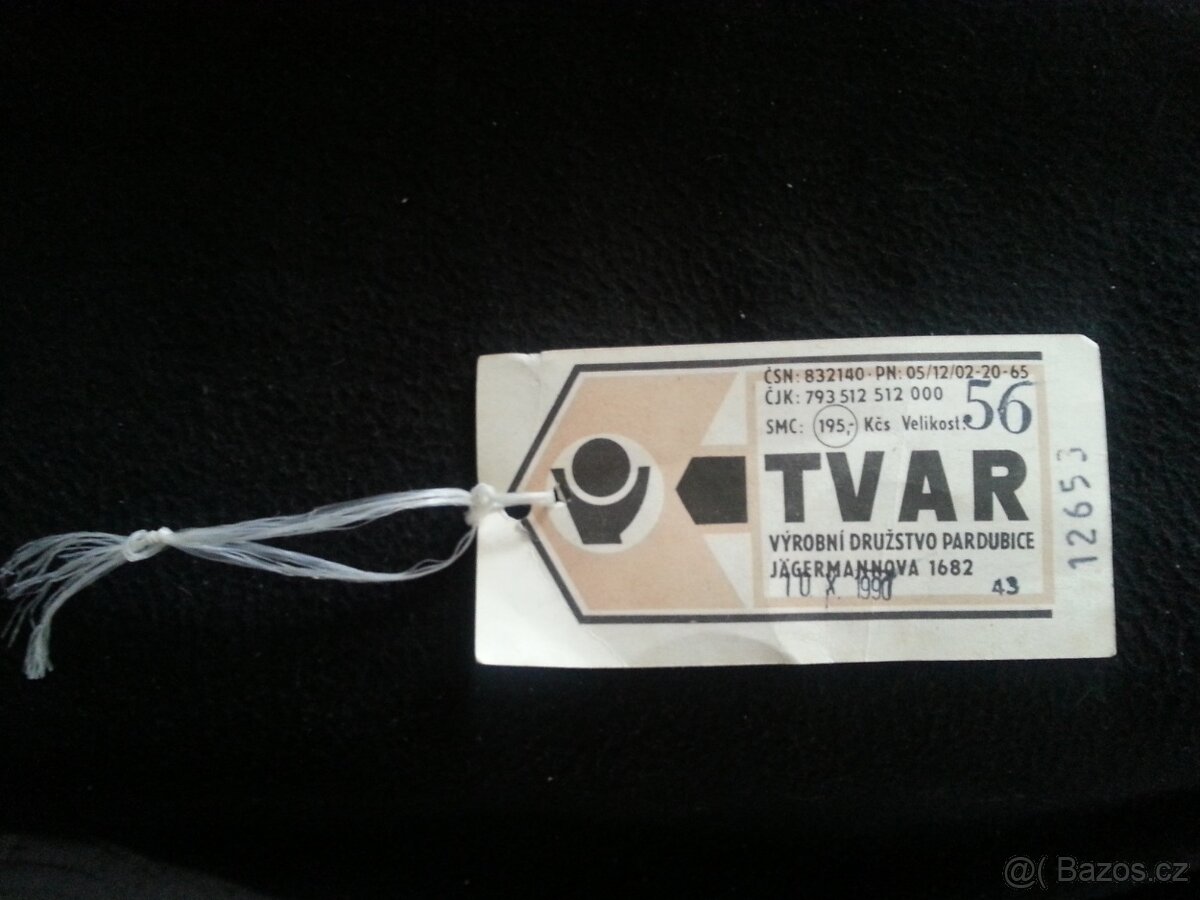 ČSN: 832140 · PN: 05/12/02-20-65
ČJK: 793 512 512 000
SMC: 195,- Kčs Velikost: 56
TVAR
VÝROBNÍ DRUŽSTVO PARDUBICE
JÄGERMANNOVA 1682
10 X. 1990
43
12653
@( Bazos.cz